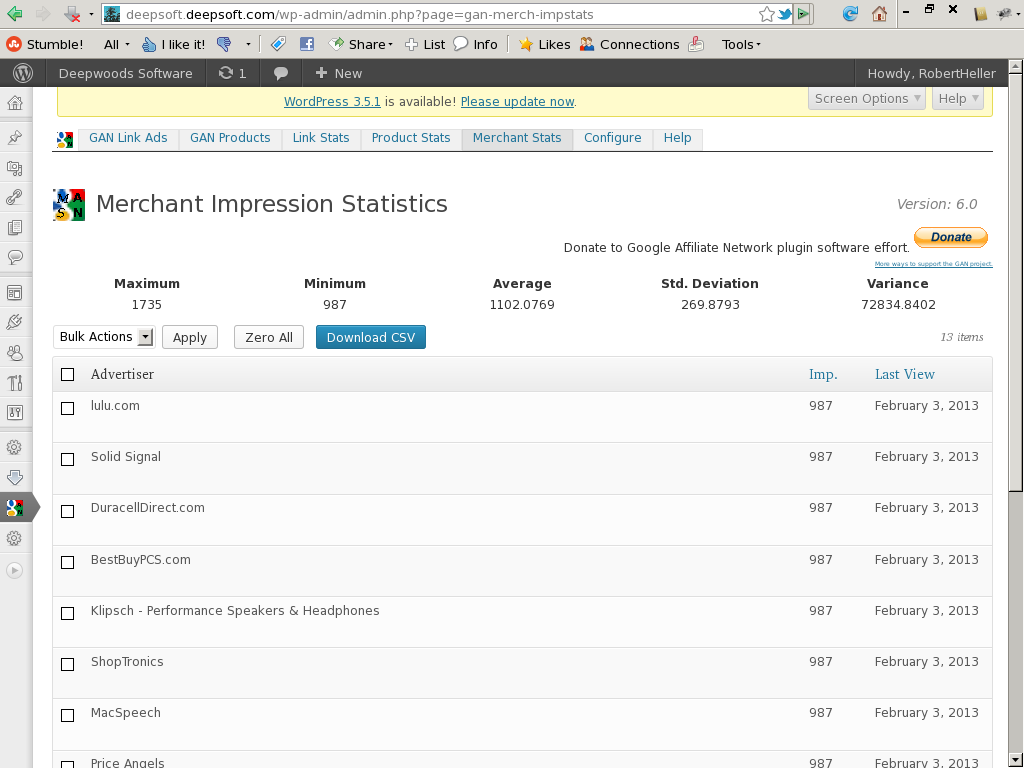 deepsoft.deepsoft.com/wp-admin/admin.php?page=gan-merch-impstats
Stumble! All I like it! Share List Info Likes Connections Tools
Deepwoods Software 1 New Howdy, RobertHeller
WordPress 3.5.1 is available! Please update now. Screen Options Help
GAN Link Ads GAN Products Link Stats Product Stats Merchant Stats Configure Help
Merchant Impression Statistics Version: 6.0
Donate to Google Affiliate Network plugin software effort. Donate
More ways to support the GAN project.
Maximum Minimum Average Std. Deviation Variance
1735 987 1102.0769 269.8793 72834.8402
Bulk Actions Apply Zero All Download CSV 13 items
Advertiser Imp. Last View
lulu.com 987 February 3, 2013
Solid Signal 987 February 3, 2013
DuracellDirect.com 987 February 3, 2013
BestBuyPCS.com 987 February 3, 2013
Klipsch - Performance Speakers & Headphones 987 February 3, 2013
ShopTronics 987 February 3, 2013
MacSpeech 987 February 3, 2013
Price Angels 987 February 3, 2013